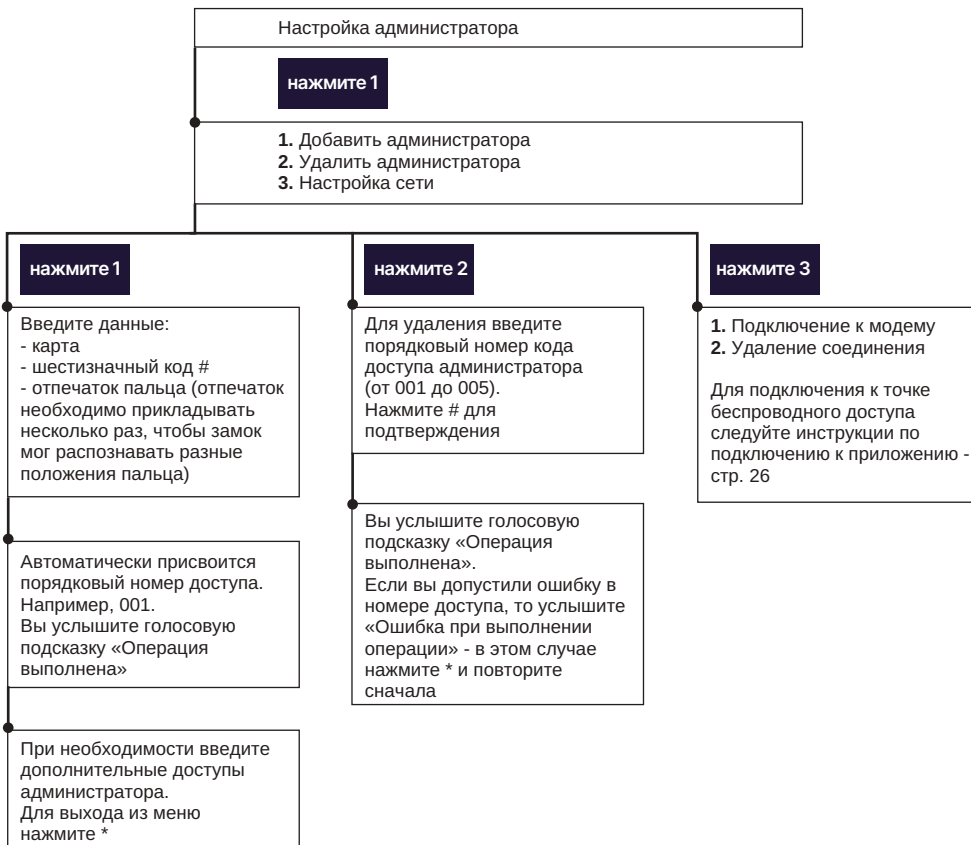 Настройка администратора
нажмите 1
1. Добавить администратора
2. Удалить администратора
3. Настройка сети
нажмите 1
Введите данные:
- карта
- шестизначный код #
- отпечаток пальца (отпечаток
необходимо прикладывать
несколько раз, чтобы замок
мог распознавать разные
положения пальца)
Автоматически присвоится
порядковый номер доступа.
Например, 001.
Вы услышите голосовую
подсказку «Операция
выполнена»
При необходимости введите
дополнительные доступы
администратора.
Для выхода из меню
нажмите *
нажмите 2
Для удаления введите
порядковый номер кода
доступа администратора
(от 001 до 005).
Нажмите # для
подтверждения
Вы услышите голосовую
подсказку «Операция
выполнена».
Если вы допустили ошибку в
номере доступа, то услышите
«Ошибка при выполнении
операции» - в этом случае
нажмите * и повторите
сначала
нажмите 3
1. Подключение к модему
2. Удаление соединения
Для подключения к точке
беспроводного доступа
следуйте инструкции по
подключению к приложению -
стр. 26